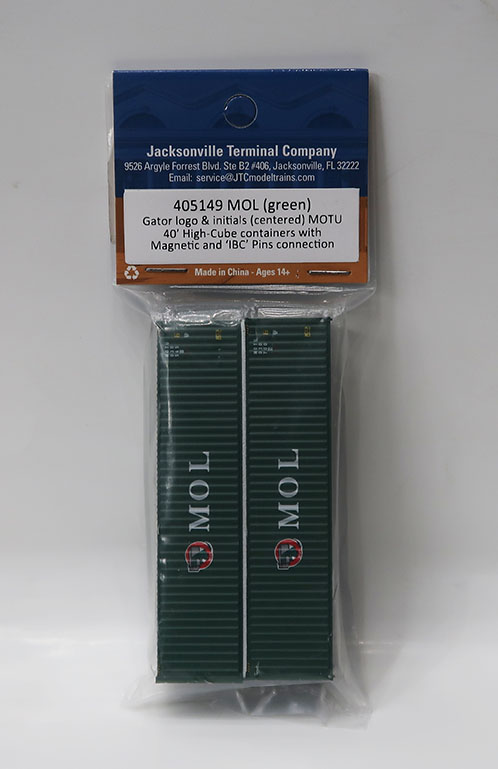 Jacksonville Terminal Company
9526 Argyle Forrest Blvd. Ste B2 #406, Jacksonville, FL 32222
Email: service@JTCmodeltrains.com
405149 MOL (green)
Gator logo & initials (centered) MOTU
40' High-Cube containers with
Magnetic and 'IBC' Pins connection
Made in China - Ages 14+
MOL
MOL